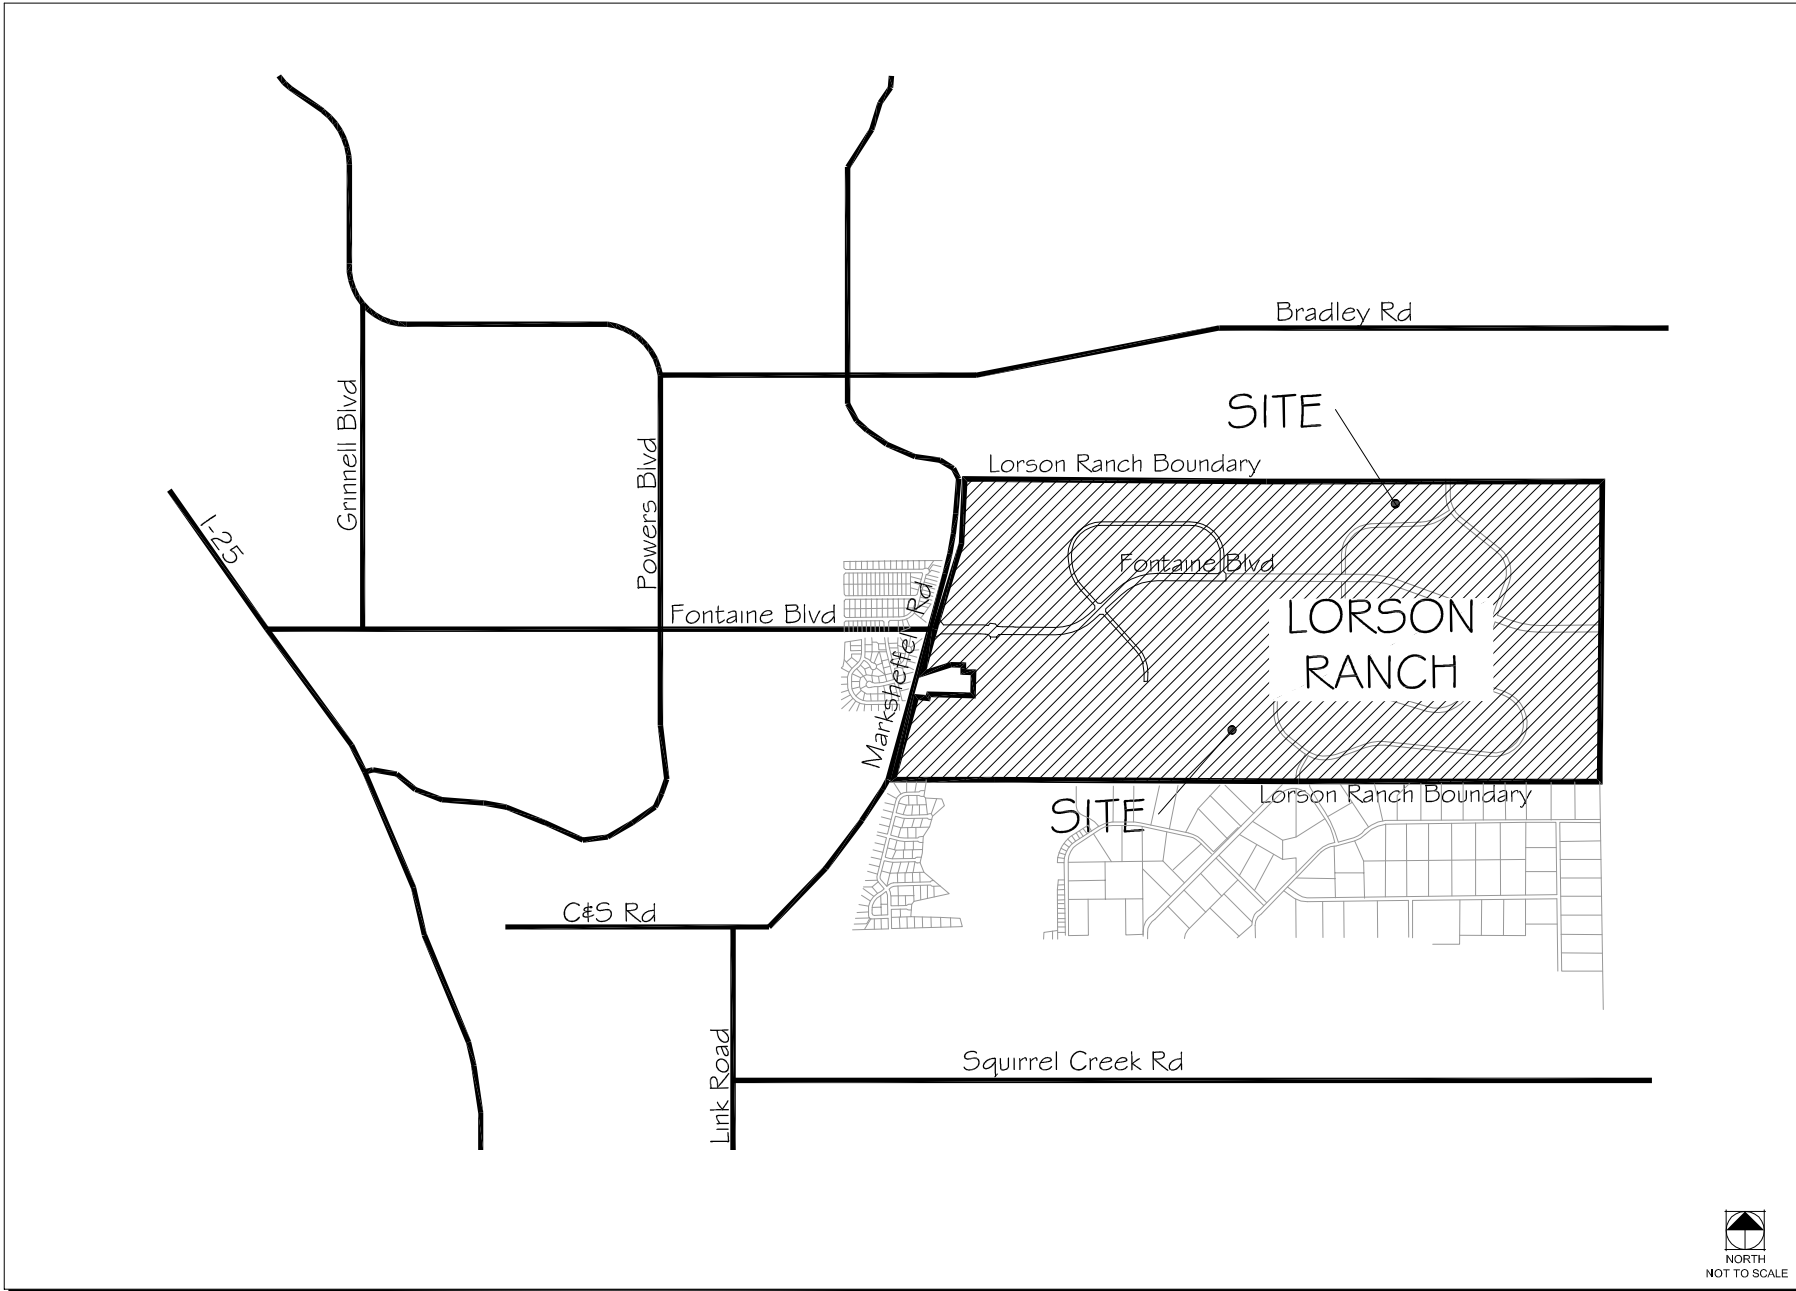 Bradley Rd
SITE
Grinnell Blvd
Powers Blvd
Lorson Ranch Boundary
I-25
Fontaine Blvd
Fontaine Blvd
LORSON
RANCH
Marksheffel Rd
Lorson Ranch Boundary
SITE
C&S Rd
Link Road
Squirrel Creek Rd
NORTH
NOT TO SCALE